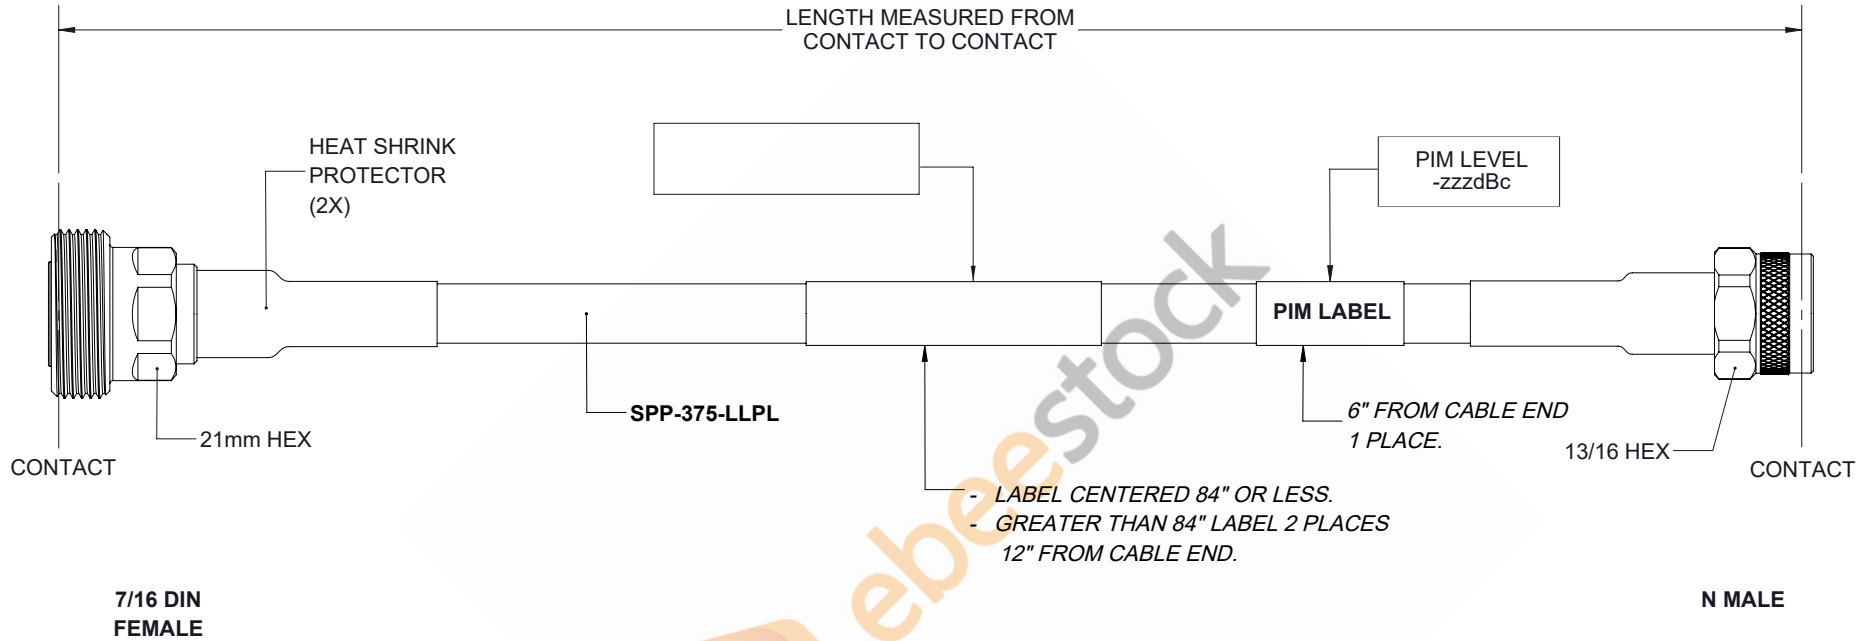 LENGTH MEASURED FROM
CONTACT TO CONTACT
HEAT SHRINK
PROTECTOR
(2X)
PIM LEVEL
-zzzdBc
PIM LABEL
SPP-375-LLPL
21mm HEX
CONTACT
6" FROM CABLE END
1 PLACE.
13/16 HEX
CONTACT
- LABEL CENTERED 84" OR LESS.
- GREATER THAN 84" LABEL 2 PLACES
12" FROM CABLE END.
7/16 DIN
FEMALE
N MALE
ebeestock